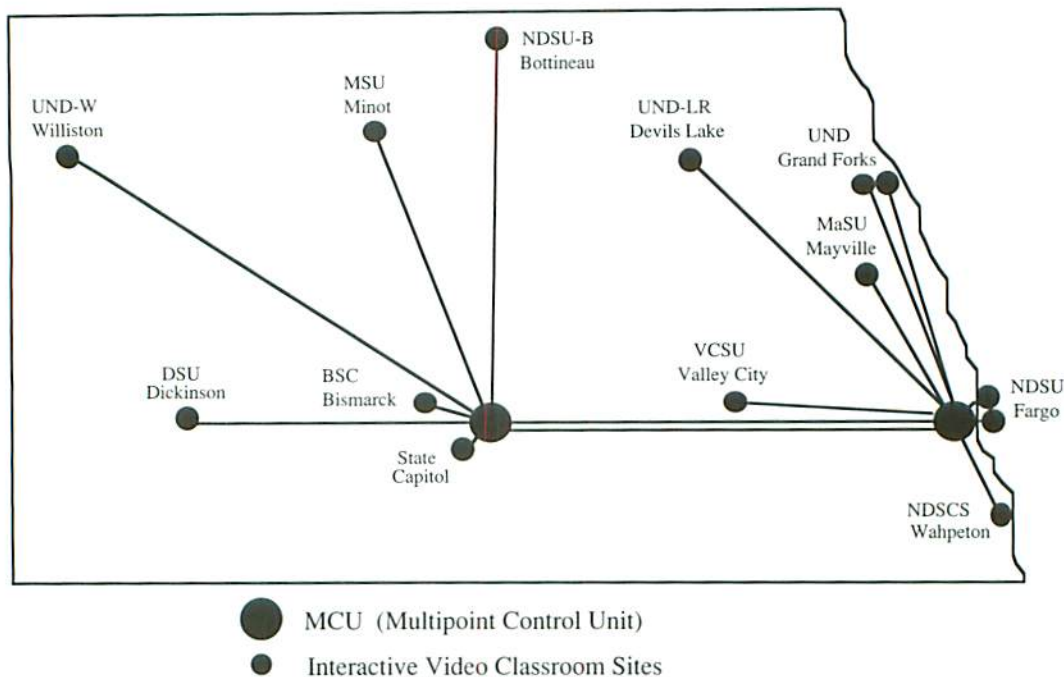 NDSU-B
Bottineau
MSU
Minot
UND-W
Williston
UND-LR
Devils Lake
UND
Grand Forks
MaSU
Mayville
VCSU
Valley City
DSU
Dickinson
BSC
Bismarck
NDSU
Fargo
State
Capitol
NDSCS
Wahpeton
MCU (Multipoint Control Unit)
Interactive Video Classroom Sites